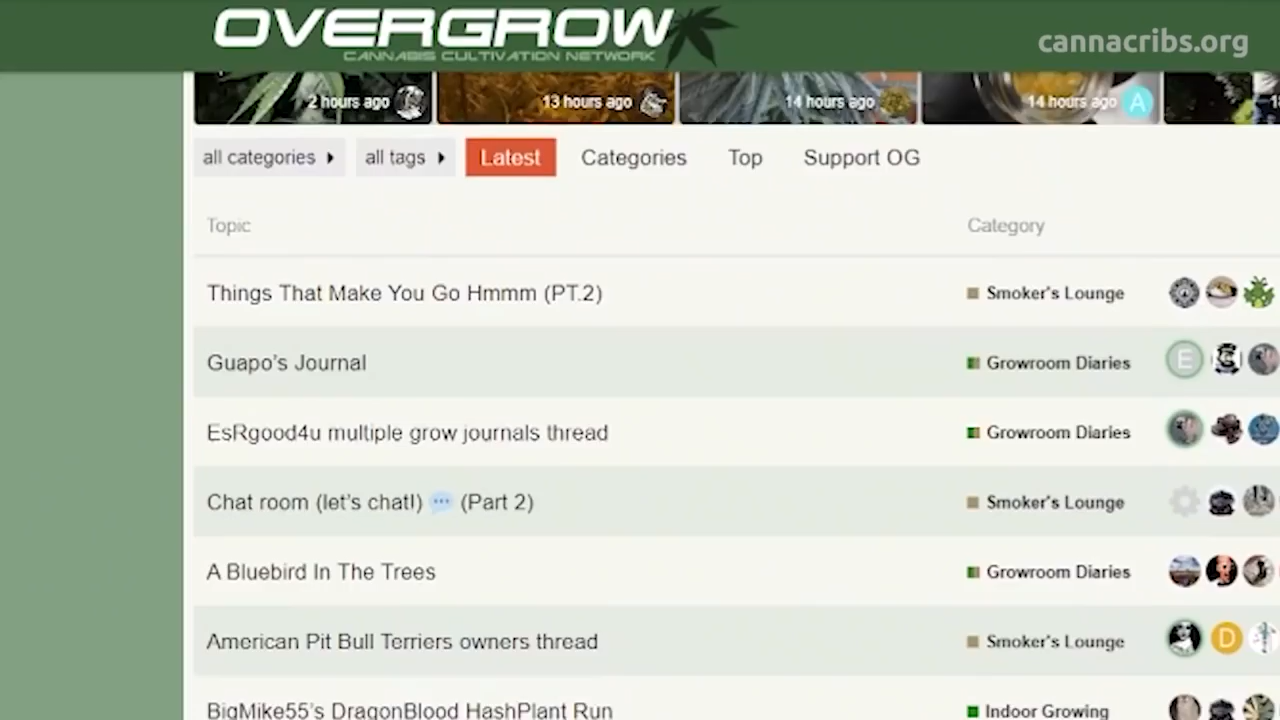 OVERGROW
CANNABIS CULTIVATION NETWORK
cannacribs.org
2 hours ago
13 hours ago
14 hours ago
14 hours ago A
all categories
all tags
Latest
Categories
Top
Support OG
Topic
Category
Things That Make You Go Hmmm (PT.2)
Smoker's Lounge
Guapo’s Journal
Growroom Diaries
E
EsRgood4u multiple grow journals thread
Growroom Diaries
Chat room (let’s chat!) 💬 (Part 2)
Smoker's Lounge
A Bluebird In The Trees
Growroom Diaries
American Pit Bull Terriers owners thread
Smoker's Lounge
D
BigMike55’s DragonBlood HashPlant Run
Indoor Growing